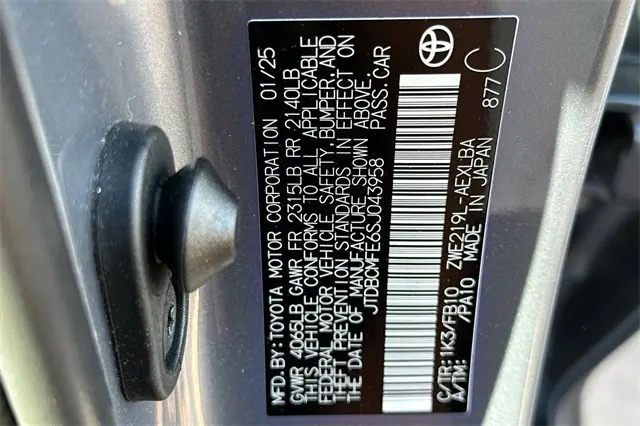 MFD.BY:TOYOTA MOTOR CORPORATION 01/25
GVWR 4065LB GAWR FR 2315LB RR 2140LB
THIS VEHICLE CONFORMS TO ALL APPLICABLE
FEDERAL MOTOR VEHICLE SAFETY, BUMPER, AND
THEFT PREVENTION STANDARDS IN EFFECT ON
THE DATE OF MANUFACTURE SHOWN ABOVE.
JTDBCMFE6SJ043958 PASS.CAR
C/TR:1K3/FB10 ZWE219L-AEXLBA
A/TM: /PA10 MADE IN JAPAN
877 C